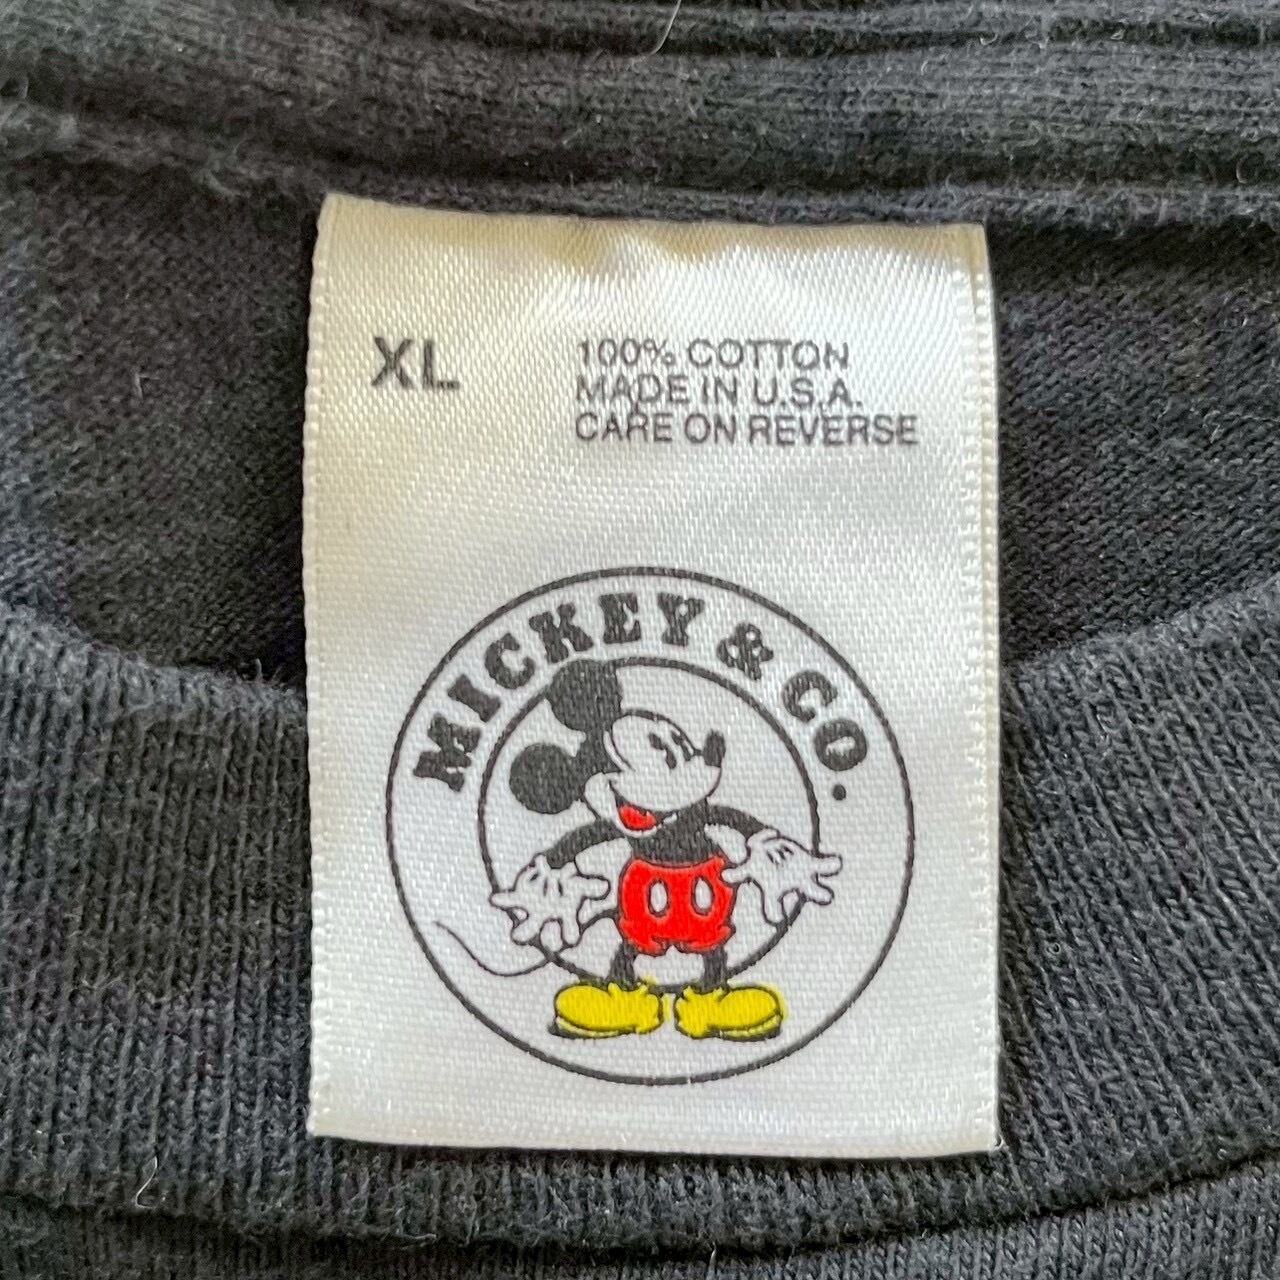 XL
100% COTTON
MADE IN U.S.A.
CARE ON REVERSE
MICKEY & CO.